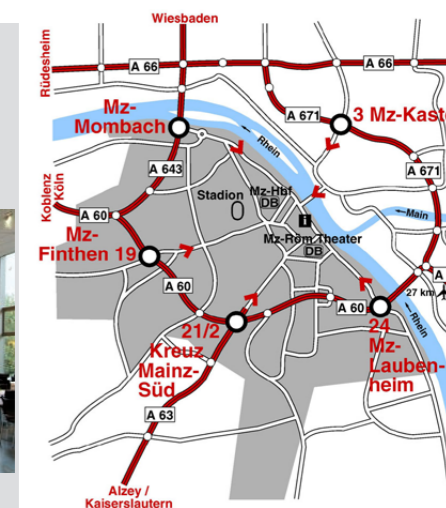 Wiesbaden
Rüdesheim
A 66
A 66
Mz-
Mombach
A 671
3 Mz-Kast
Rhein
A 643
A 671
Koblenz
Köln
Stadion
Mz-Hbf
DB
A 60
i
Main
Mz-
Finthen 19
Mz-Röm.Theater
DB
A
27 km
A 60
A 60
Rhein
21/2
24
Kreuz
Mainz-
Süd
Mz-
Lauben-
heim
A 63
Alzey /
Kaiserslautern